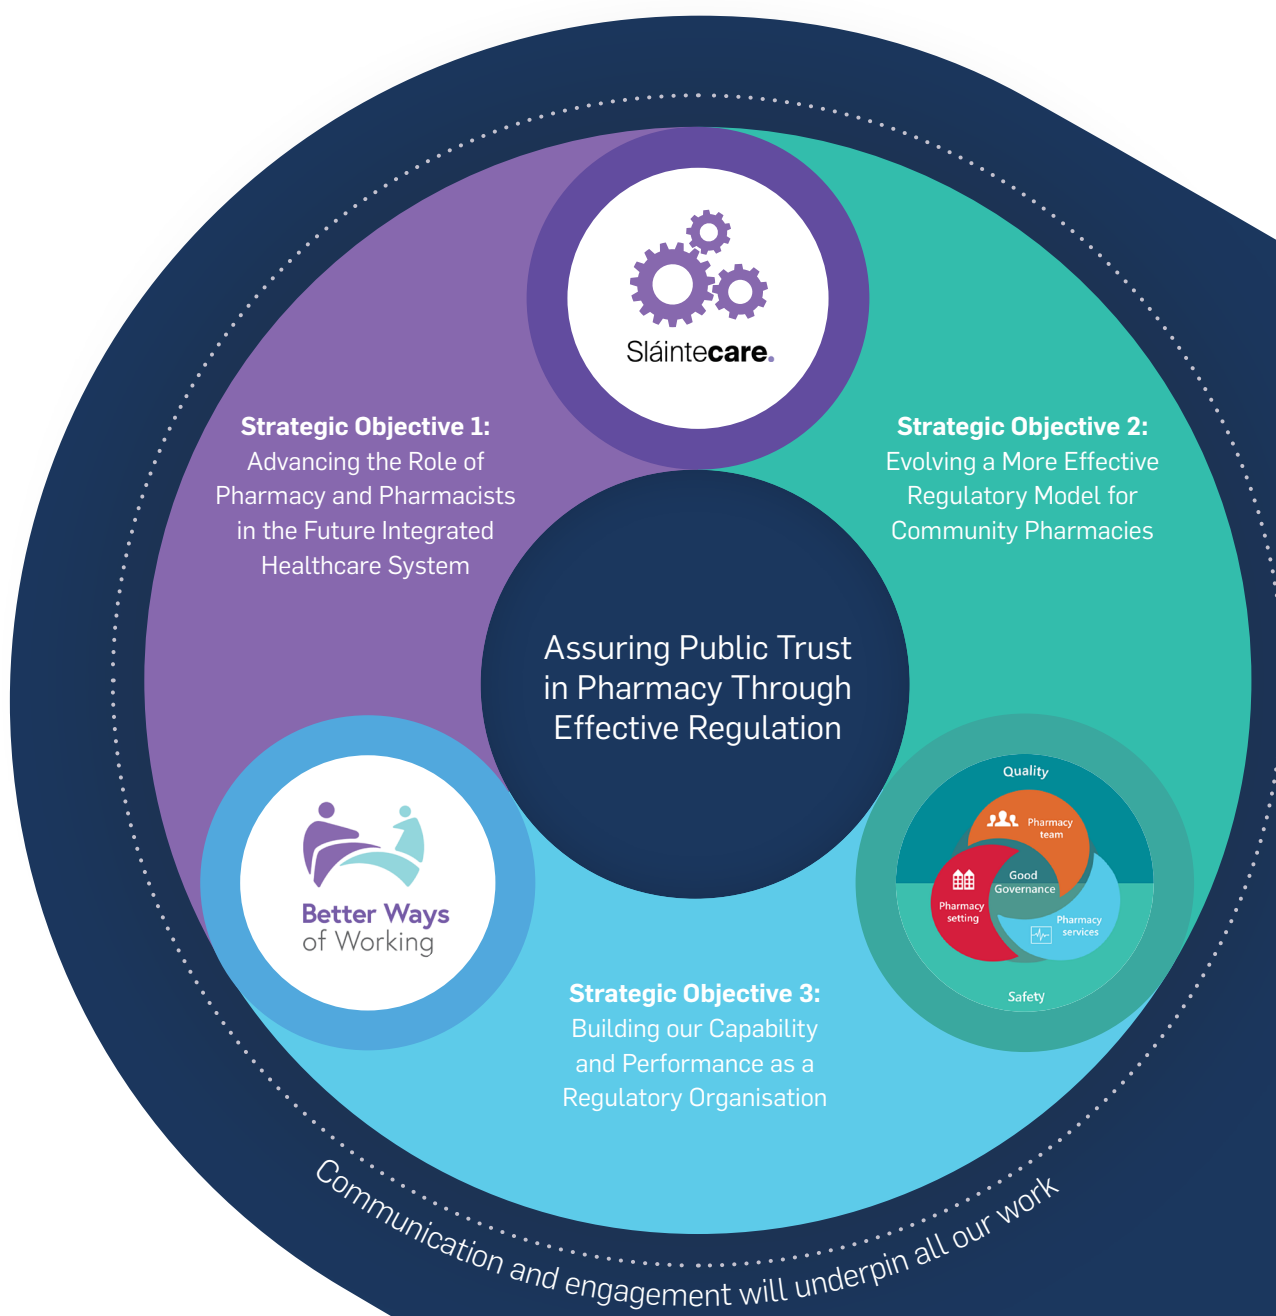 Sláintecare.
Strategic Objective 1:
Advancing the Role of
Pharmacy and Pharmacists
in the Future Integrated
Healthcare System
Strategic Objective 2:
Evolving a More Effective
Regulatory Model for
Community Pharmacies
Assuring Public Trust
in Pharmacy Through
Effective Regulation
Better Ways
of Working
Quality
Pharmacy
team
Good
Governance
Pharmacy
setting
Pharmacy
services
Safety
Strategic Objective 3:
Building our Capability
and Performance as a
Regulatory Organisation
Communication and engagement will underpin all our work